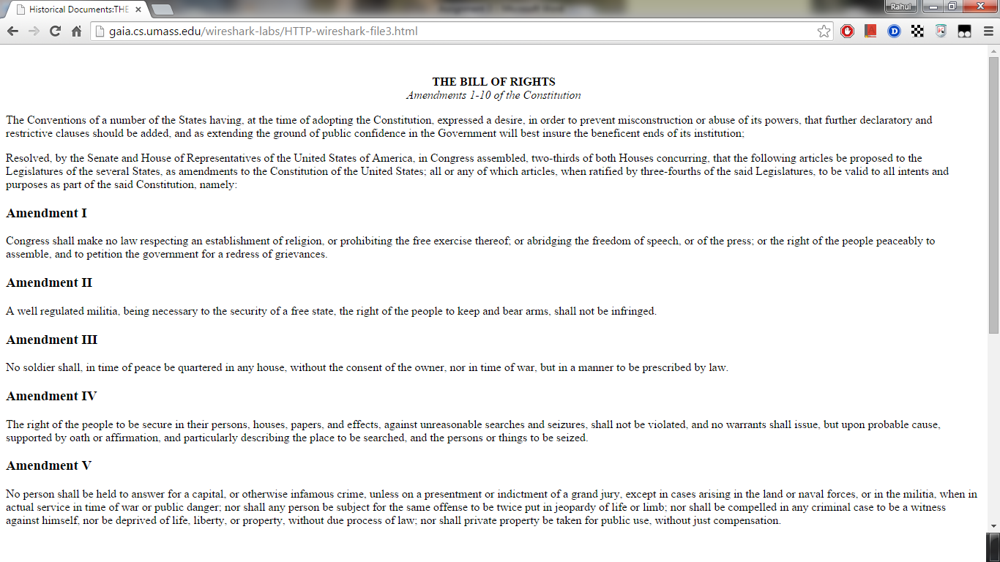 Historical Documents:THE
Rahul
gaia.cs.umass.edu/wireshark-labs/HTTP-wireshark-file3.html
THE BILL OF RIGHTS
Amendments 1-10 of the Constitution
The Conventions of a number of the States having, at the time of adopting the Constitution, expressed a desire, in order to prevent misconstruction or abuse of its powers, that further declaratory and
restrictive clauses should be added, and as extending the ground of public confidence in the Government will best insure the beneficent ends of its institution;
Resolved, by the Senate and House of Representatives of the United States of America, in Congress assembled, two-thirds of both Houses concurring, that the following articles be proposed to the
Legislatures of the several States, as amendments to the Constitution of the United States; all or any of which articles, when ratified by three-fourths of the said Legislatures, to be valid to all intents and
purposes as part of the said Constitution, namely:
Amendment I
Congress shall make no law respecting an establishment of religion, or prohibiting the free exercise thereof; or abridging the freedom of speech, or of the press; or the right of the people peaceably to
assemble, and to petition the government for a redress of grievances.
Amendment II
A well regulated militia, being necessary to the security of a free state, the right of the people to keep and bear arms, shall not be infringed.
Amendment III
No soldier shall, in time of peace be quartered in any house, without the consent of the owner, nor in time of war, but in a manner to be prescribed by law.
Amendment IV
The right of the people to be secure in their persons, houses, papers, and effects, against unreasonable searches and seizures, shall not be violated, and no warrants shall issue, but upon probable cause,
supported by oath or affirmation, and particularly describing the place to be searched, and the persons or things to be seized.
Amendment V
No person shall be held to answer for a capital, or otherwise infamous crime, unless on a presentment or indictment of a grand jury, except in cases arising in the land or naval forces, or in the militia, when in
actual service in time of war or public danger; nor shall any person be subject for the same offense to be twice put in jeopardy of life or limb; nor shall be compelled in any criminal case to be a witness
against himself, nor be deprived of life, liberty, or property, without due process of law; nor shall private property be taken for public use, without just compensation.